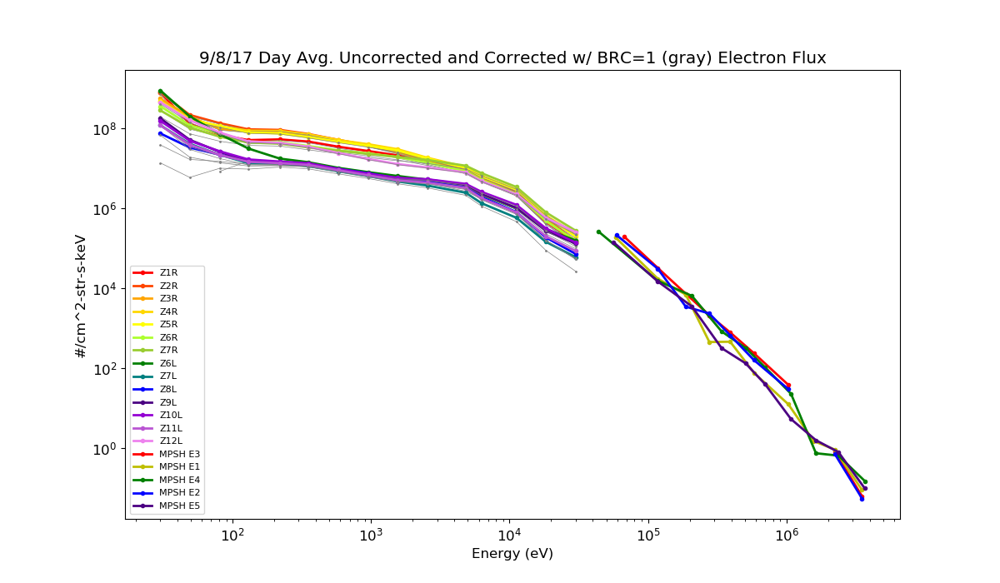 9/8/17 Day Avg. Uncorrected and Corrected w/ BRC=1 (gray) Electron Flux
#/cm^2-str-s-keV
10^8
10^6
10^4
10^2
10^0
Z1R
Z2R
Z3R
Z4R
Z5R
Z6R
Z7R
Z6L
Z7L
Z8L
Z9L
Z10L
Z11L
Z12L
MPSH E3
MPSH E1
MPSH E4
MPSH E2
MPSH E5
10^2 10^3 10^4 10^5 10^6
Energy (eV)